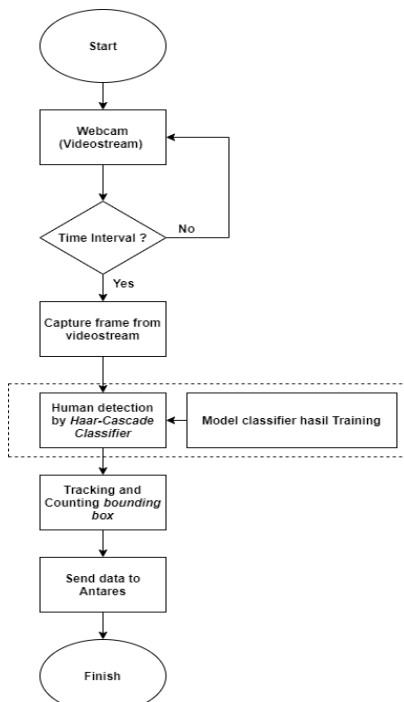 Start
Webcam
(Videostream)
Time Interval ?
No
Yes
Capture frame from
videostream
Human detection
by Haar-Cascade
Classifier
Model classifier hasil Training
Tracking and
Counting bounding
box
Send data to
Antares
Finish